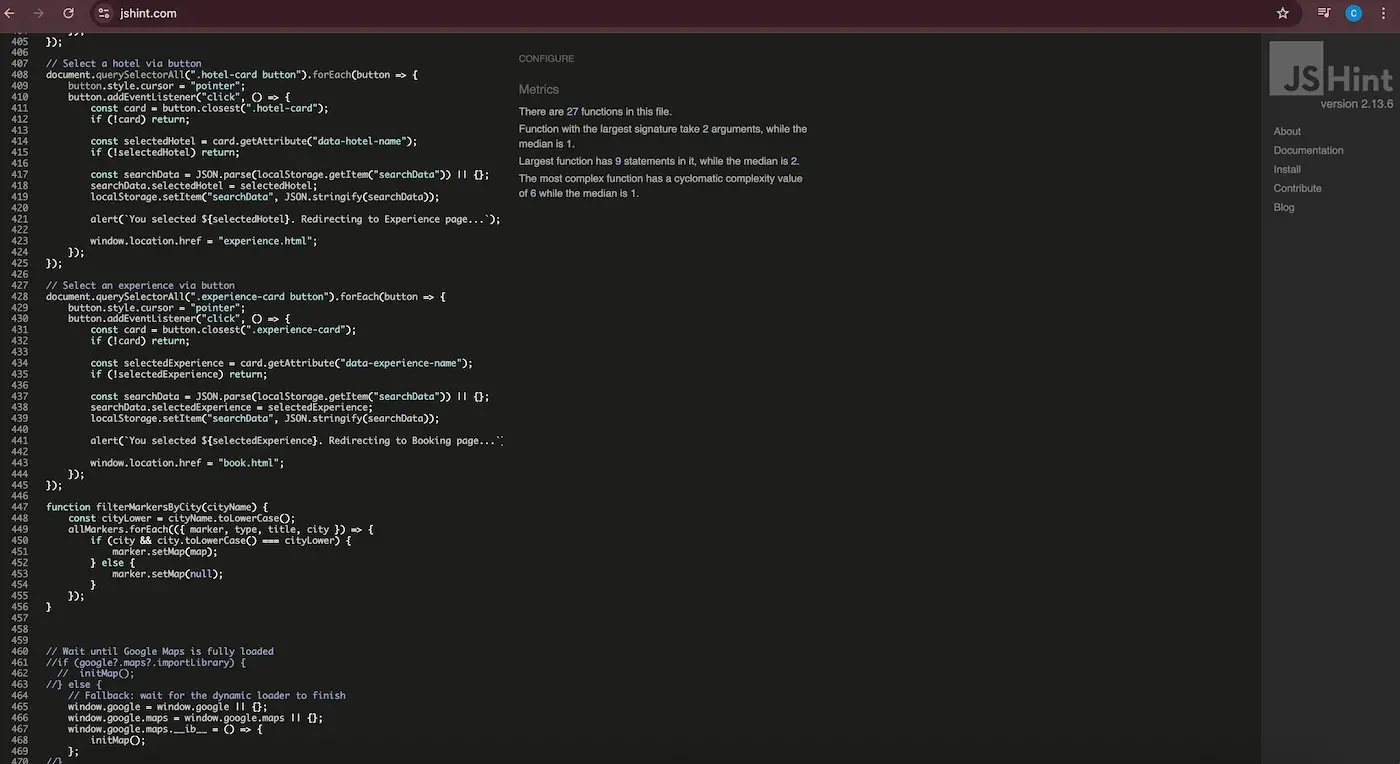 jshint.com
C
404 });
405 });
406
407 // Select a hotel via button
408 document.querySelectorAll(".hotel-card button").forEach(button => {
409 button.style.cursor = "pointer";
410 button.addEventListener("click", () => {
411 const card = button.closest(".hotel-card");
412 if (!card) return;
413
414 const selectedHotel = card.getAttribute("data-hotel-name");
415 if (!selectedHotel) return;
416
417 const searchData = JSON.parse(localStorage.getItem("searchData")) || {};
418 searchData.selectedHotel = selectedHotel;
419 localStorage.setItem("searchData", JSON.stringify(searchData));
420
421 alert(`You selected ${selectedHotel}. Redirecting to Experience page...`);
422
423 window.location.href = "experience.html";
424 });
425 });
426
427 // Select an experience via button
428 document.querySelectorAll(".experience-card button").forEach(button => {
429 button.style.cursor = "pointer";
430 button.addEventListener("click", () => {
431 const card = button.closest(".experience-card");
432 if (!card) return;
433
434 const selectedExperience = card.getAttribute("data-experience-name");
435 if (!selectedExperience) return;
436
437 const searchData = JSON.parse(localStorage.getItem("searchData")) || {};
438 searchData.selectedExperience = selectedExperience;
439 localStorage.setItem("searchData", JSON.stringify(searchData));
440
441 alert(`You selected ${selectedExperience}. Redirecting to Booking page...`)
442
443 window.location.href = "book.html";
444 });
445 });
446
447 function filterMarkersByCity(cityName) {
448 const cityLower = cityName.toLowerCase();
449 allMarkers.forEach(({ marker, type, title, city }) => {
450 if (city && city.toLowerCase() === cityLower) {
451 marker.setMap(map);
452 } else {
453 marker.setMap(null);
454 }
455 });
456 }
457
458
459
460 // Wait until Google Maps is fully loaded
461 //if (google?.maps?.importLibrary) {
462 // initMap();
463 //} else {
464 // Fallback: wait for the dynamic loader to finish
465 window.google = window.google || {};
466 window.google.maps = window.google.maps || {};
467 window.google.maps.__ib__ = () => {
468 initMap();
469 };
470 //}
CONFIGURE
Metrics
There are 27 functions in this file.
Function with the largest signature take 2 arguments, while the
median is 1.
Largest function has 9 statements in it, while the median is 2.
The most complex function has a cyclomatic complexity value
of 6 while the median is 1.
JSHint
version 2.13.6
About
Documentation
Install
Contribute
Blog